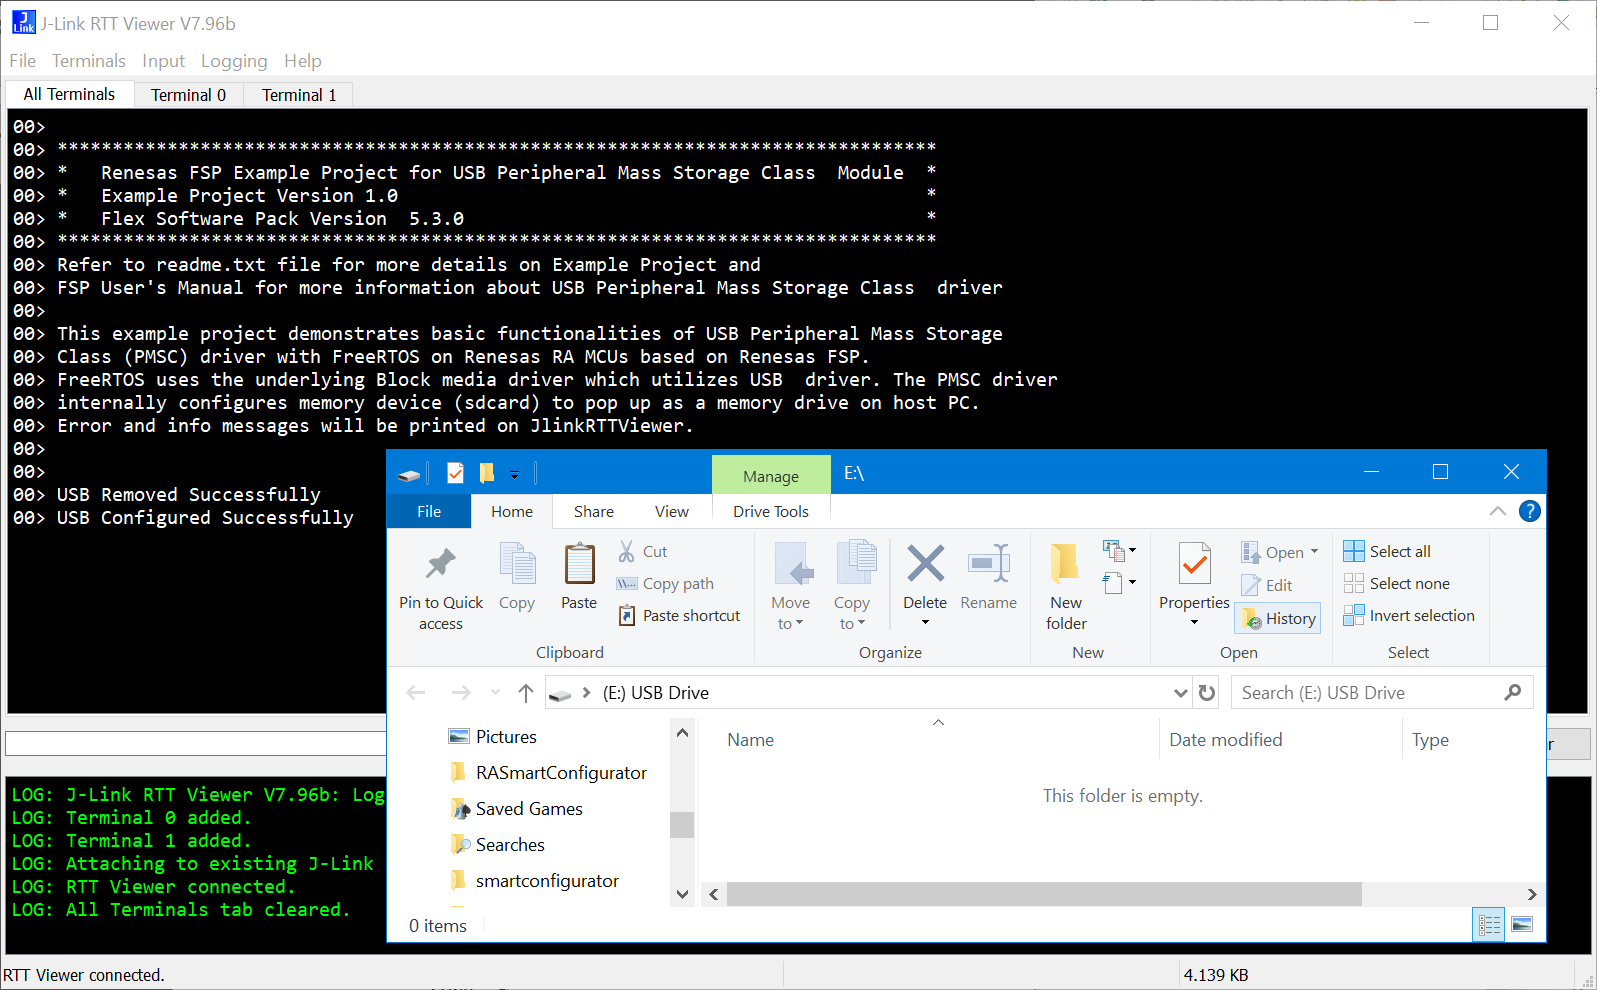 J-Link RTT Viewer V7.96b
File Terminals Input Logging Help
All Terminals Terminal 0 Terminal 1
00>
00> ********************************************************************************
00> *   Renesas FSP Example Project for USB Peripheral Mass Storage Class  Module  *
00> *   Example Project Version 1.0                                                *
00> *   Flex Software Pack Version  5.3.0                                          *
00> ********************************************************************************
00> Refer to readme.txt file for more details on Example Project and
00> FSP User's Manual for more information about USB Peripheral Mass Storage Class  driver
00>
00> This example project demonstrates basic functionalities of USB Peripheral Mass Storage
00> Class (PMSC) driver with FreeRTOS on Renesas RA MCUs based on Renesas FSP.
00> FreeRTOS uses the underlying Block media driver which utilizes USB  driver. The PMSC driver
00> internally configures memory device (sdcard) to pop up as a memory drive on host PC.
00> Error and info messages will be printed on JlinkRTTViewer.
00>
00>
00> USB Removed Successfully
00> USB Configured Successfully
Manage E:\
File Home Share View Drive Tools
Pin to Quick access
Copy
Paste
Cut
Copy path
Paste shortcut
Clipboard
Move to
Copy to
Delete
Rename
Organize
New folder
New
Properties
Open
Edit
History
Open
Select all
Select none
Invert selection
Select
(E:) USB Drive
Search (E:) USB Drive
Pictures
RASmartConfigurator
Saved Games
Searches
smartconfigurator
Name Date modified Type
This folder is empty.
0 items
LOG: J-Link RTT Viewer V7.96b: Log
LOG: Terminal 0 added.
LOG: Terminal 1 added.
LOG: Attaching to existing J-Link
LOG: RTT Viewer connected.
LOG: All Terminals tab cleared.
RTT Viewer connected.
4.139 KB